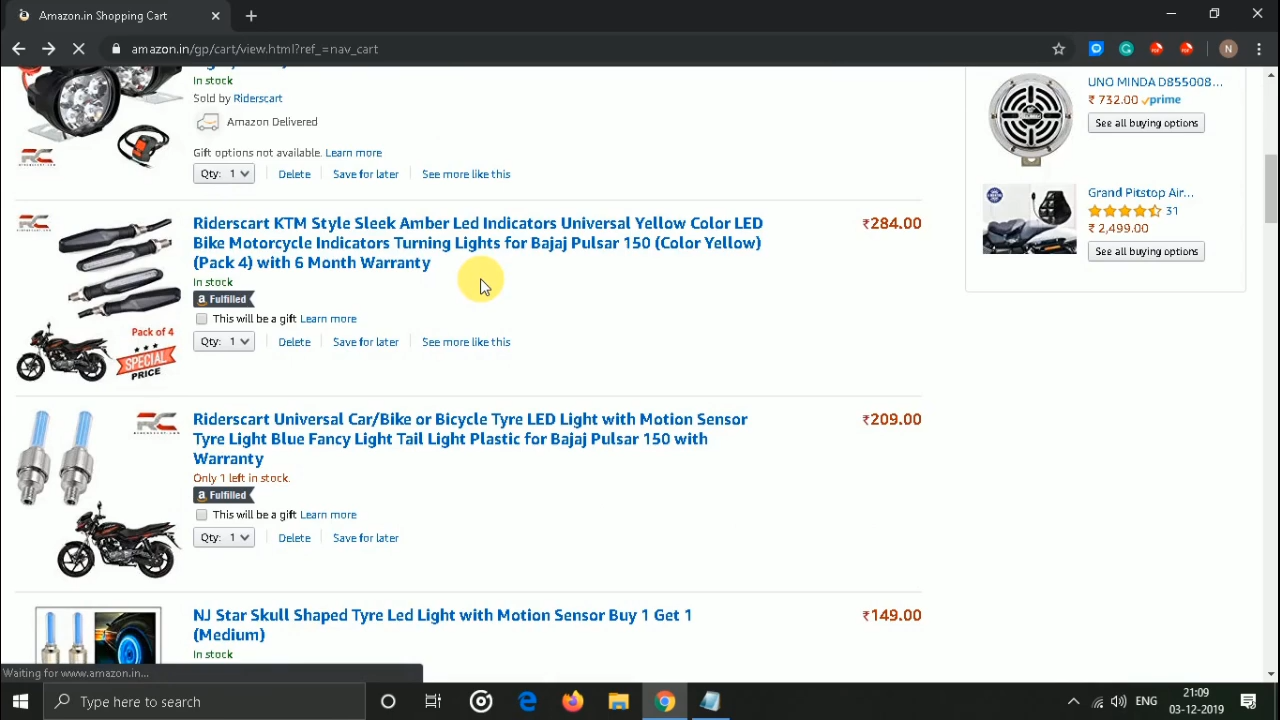 Amazon.in Shopping Cart
amazon.in/gp/cart/view.html?ref_=nav_cart
N
In stock
Sold by Riderscart
Amazon Delivered
Gift options not available. Learn more
Qty: 1 Delete Save for later See more like this
RC
Riderscart KTM Style Sleek Amber Led Indicators Universal Yellow Color LED
Bike Motorcycle Indicators Turning Lights for Bajaj Pulsar 150 (Color Yellow)
(Pack 4) with 6 Month Warranty
₹284.00
In stock
a Fulfilled
This will be a gift Learn more
Qty: 1 Delete Save for later See more like this
RC
Pack of 4
SPECIAL
PRICE
Riderscart Universal Car/Bike or Bicycle Tyre LED Light with Motion Sensor
Tyre Light Blue Fancy Light Tail Light Plastic for Bajaj Pulsar 150 with
Warranty
₹209.00
Only 1 left in stock.
a Fulfilled
This will be a gift Learn more
Qty: 1 Delete Save for later
RC
NJ Star Skull Shaped Tyre Led Light with Motion Sensor Buy 1 Get 1
(Medium)
₹149.00
In stock
UNO MINDA D855008...
₹ 732.00 prime
See all buying options
Grand Pitstop Air...
31
₹ 2,499.00
See all buying options
Waiting for www.amazon.in...
Type here to search
ENG
21:09
03-12-2019